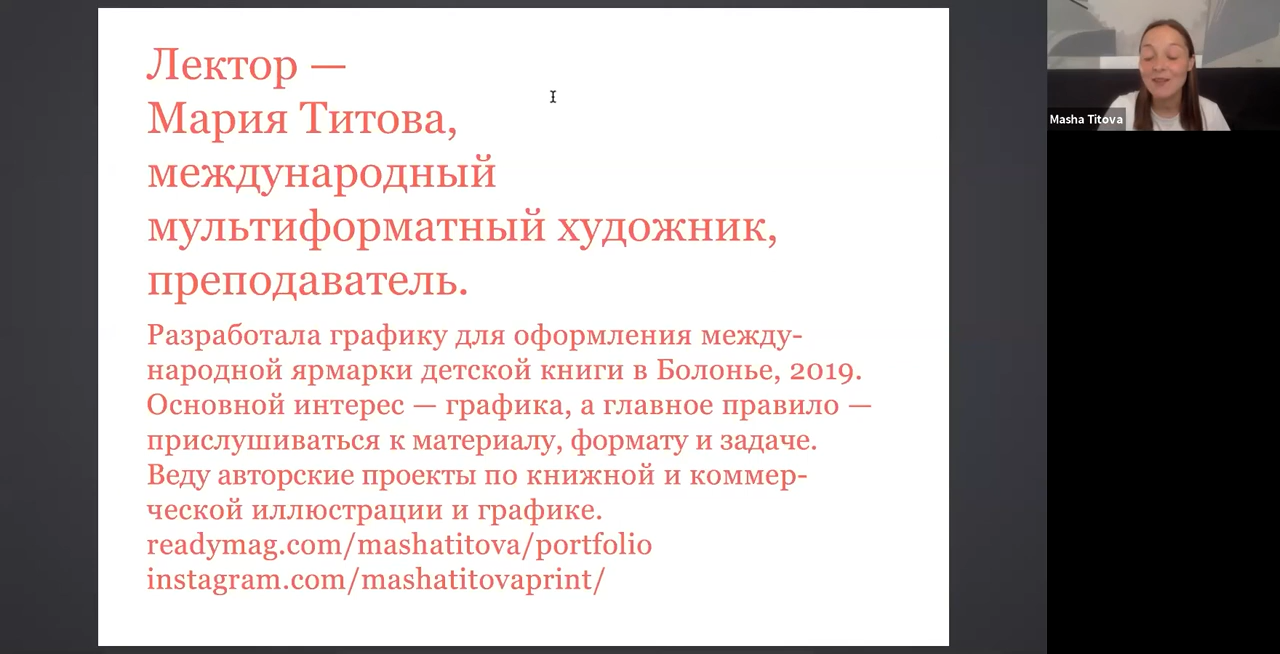 Лектор —
Мария Титова,
международный
мультиформатный художник,
преподаватель.
Разработала графику для оформления между-
народной ярмарки детской книги в Болонье, 2019.
Основной интерес — графика, а главное правило —
прислушиваться к материалу, формату и задаче.
Веду авторские проекты по книжной и коммер-
ческой иллюстрации и графике.
readymag.com/mashatitova/portfolio
instagram.com/mashatitovaprint/
Masha Titova